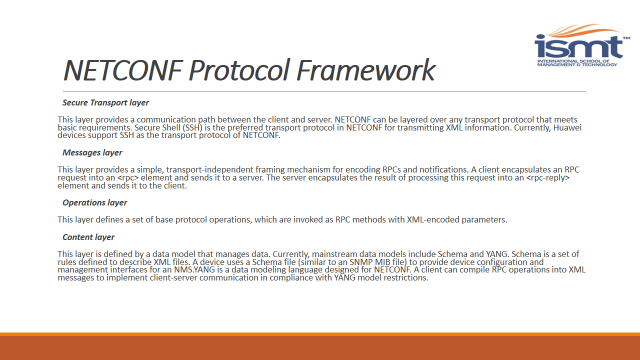 ismt™
INTERNATIONAL SCHOOL OF
MANAGEMENT & TECHNOLOGY
NETCONF Protocol Framework
Secure Transport layer
This layer provides a communication path between the client and server. NETCONF can be layered over any transport protocol that meets
basic requirements. Secure Shell (SSH) is the preferred transport protocol in NETCONF for transmitting XML information. Currently, Huawei
devices support SSH as the transport protocol of NETCONF.
Messages layer
This layer provides a simple, transport-independent framing mechanism for encoding RPCs and notifications. A client encapsulates an RPC
request into an <rpc> element and sends it to a server. The server encapsulates the result of processing this request into an <rpc-reply>
element and sends it to the client.
Operations layer
This layer defines a set of base protocol operations, which are invoked as RPC methods with XML-encoded parameters.
Content layer
This layer is defined by a data model that manages data. Currently, mainstream data models include Schema and YANG. Schema is a set of
rules defined to describe XML files. A device uses a Schema file (similar to an SNMP MIB file) to provide device configuration and
management interfaces for an NMS.YANG is a data modeling language designed for NETCONF. A client can compile RPC operations into XML
messages to implement client-server communication in compliance with YANG model restrictions.